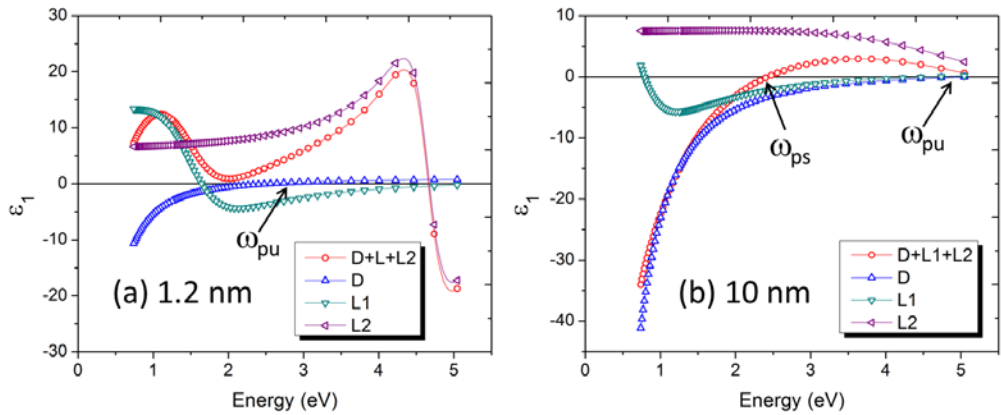 30
20
10
0
-10
-20
-30
ε1
ωpu
(a) 1.2 nm
D+L+L2
D
L1
L2
0 1 2 3 4 5
Energy (eV)
10
0
-10
-20
-30
-40
ε1
ωps
ωpu
(b) 10 nm
D+L1+L2
D
L1
L2
0 1 2 3 4 5
Energy (eV)